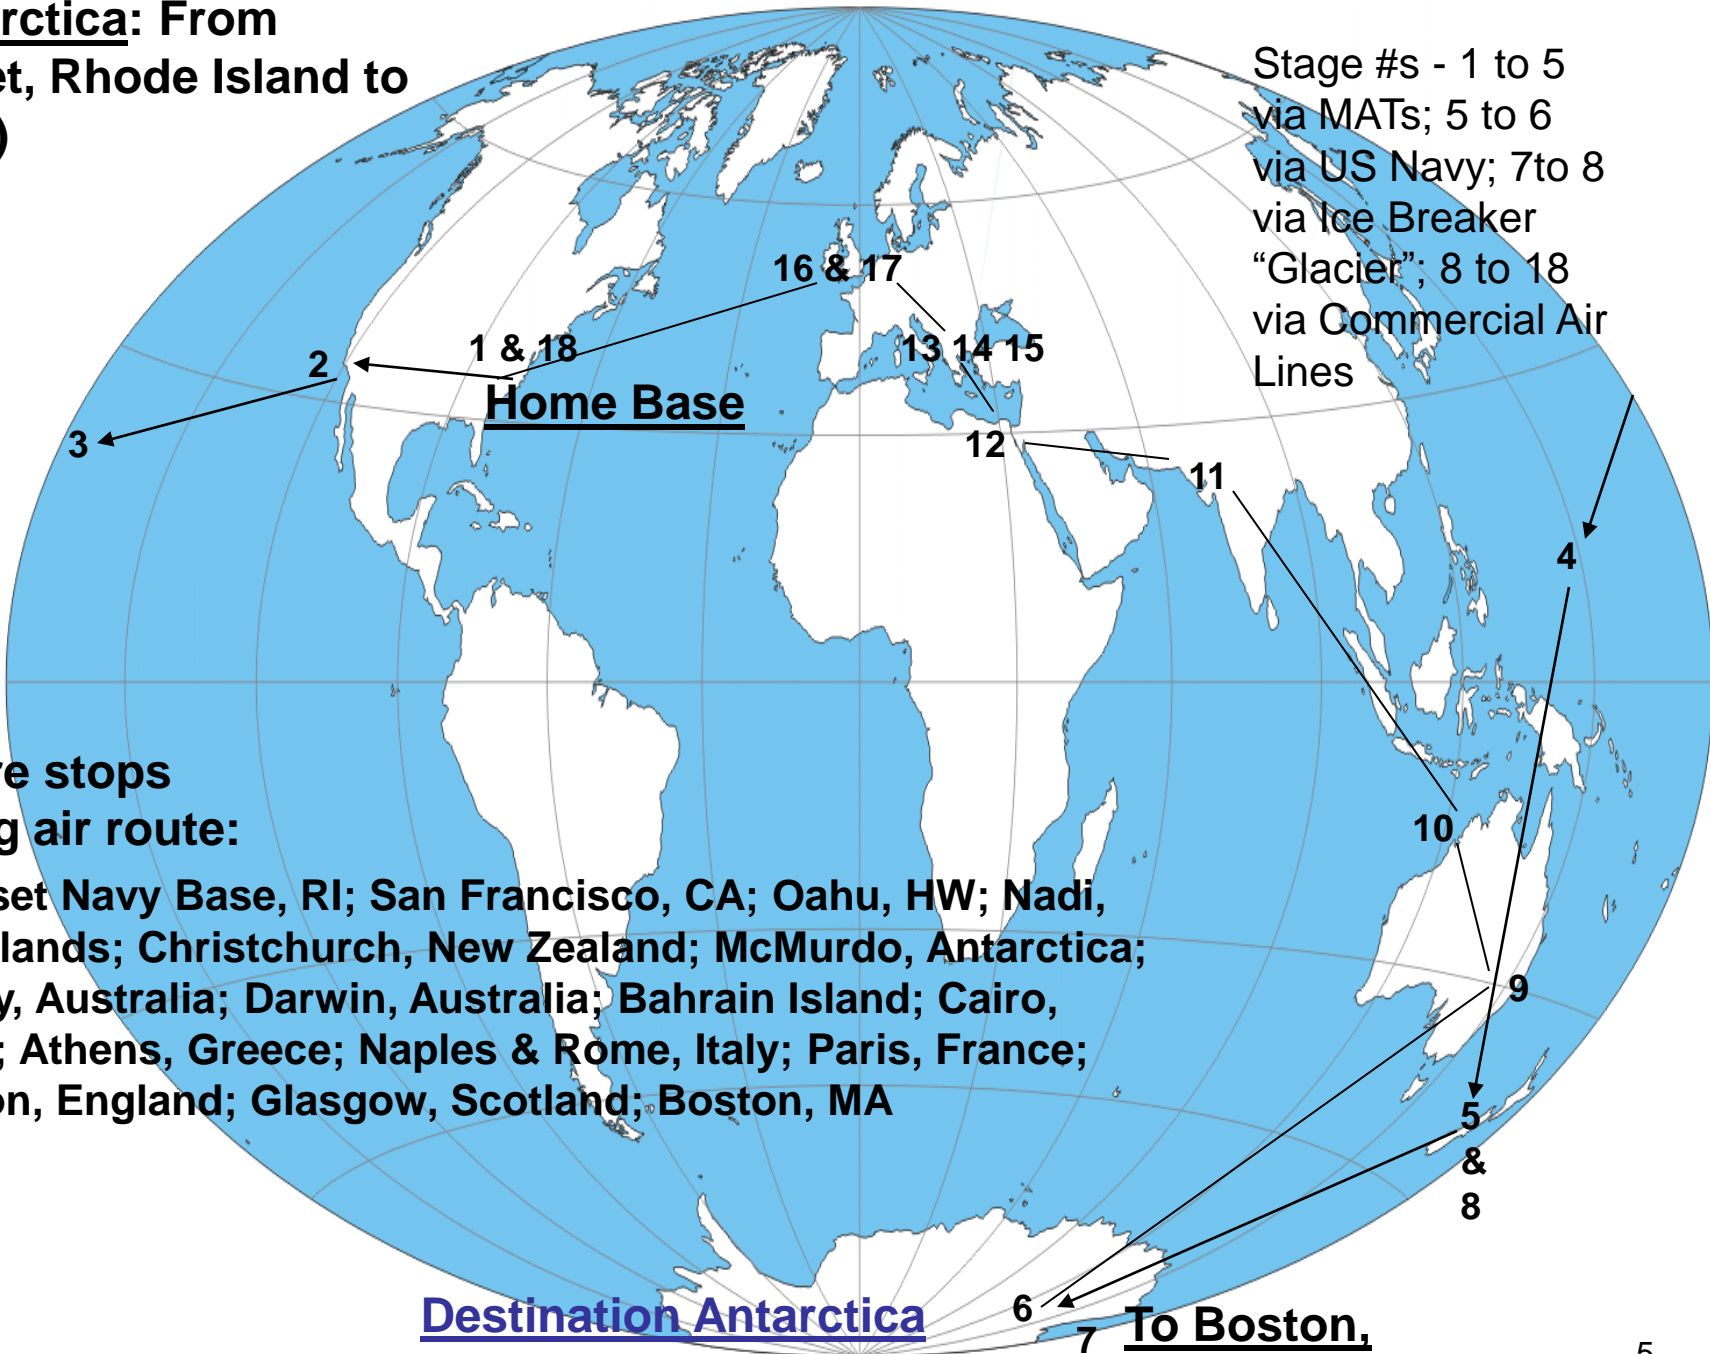 rctica: From
et, Rhode Island to
)
Stage #s - 1 to 5
via MATs; 5 to 6
via US Navy; 7to 8
via Ice Breaker
“Glacier”; 8 to 18
via Commercial Air
Lines
16 & 17
1 & 18
13 14 15
2
Home Base
3
12
11
4
re stops
g air route:
10
set Navy Base, RI; San Francisco, CA; Oahu, HW; Nadi,
lands; Christchurch, New Zealand; McMurdo, Antarctica;
y, Australia; Darwin, Australia; Bahrain Island; Cairo,
; Athens, Greece; Naples & Rome, Italy; Paris, France;
on, England; Glasgow, Scotland; Boston, MA
9
5
&
8
Destination Antarctica
6
7
To Boston,
5